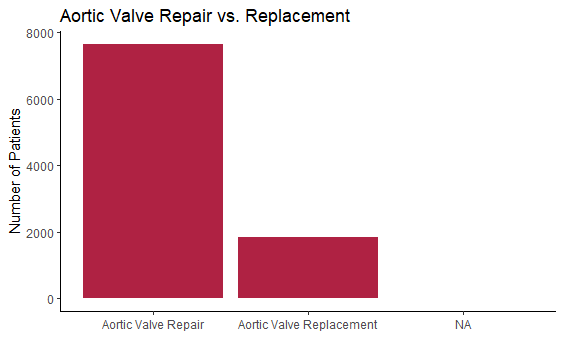 Aortic Valve Repair vs. Replacement
Number of Patients
8000
6000
4000
2000
0
Aortic Valve Repair
Aortic Valve Replacement
NA